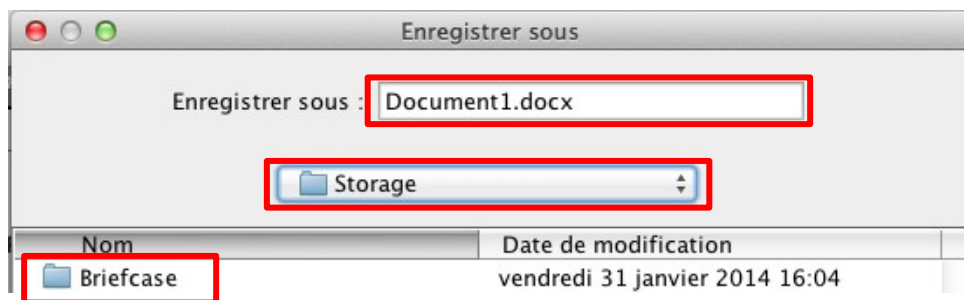 Enregistrer sous
Enregistrer sous : Document1.docx
Storage
Nom Date de modification
Briefcase vendredi 31 janvier 2014 16:04